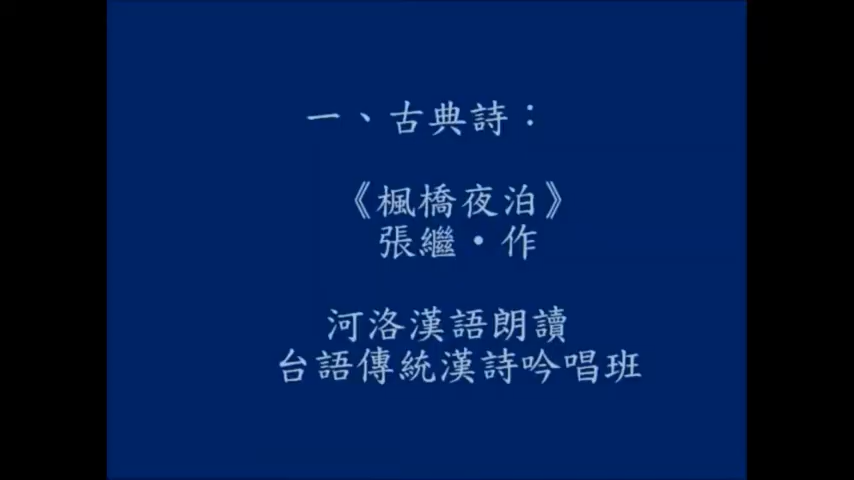 一、古典詩：
《楓橋夜泊》
張繼・作
河洛漢語朗讀
台語傳統漢詩吟唱班